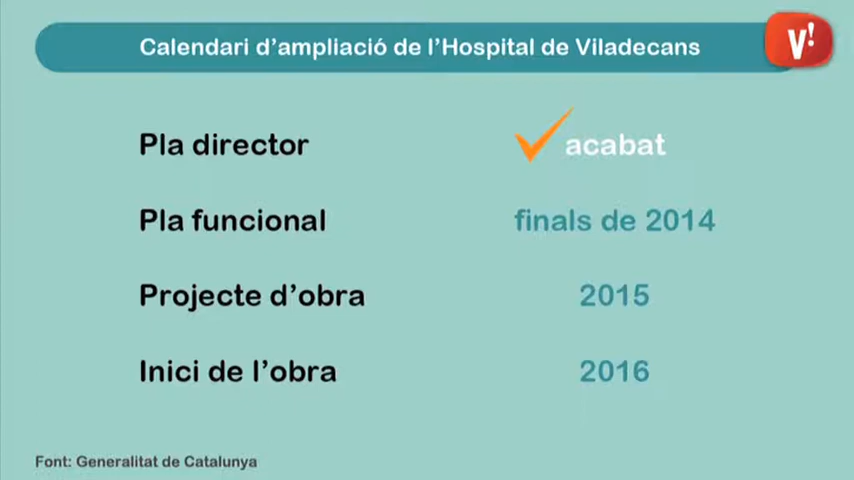 Calendari d'ampliació de l'Hospital de Viladecans
V!
Pla director acabat
Pla funcional finals de 2014
Projecte d'obra 2015
Inici de l'obra 2016
Font: Generalitat de Catalunya